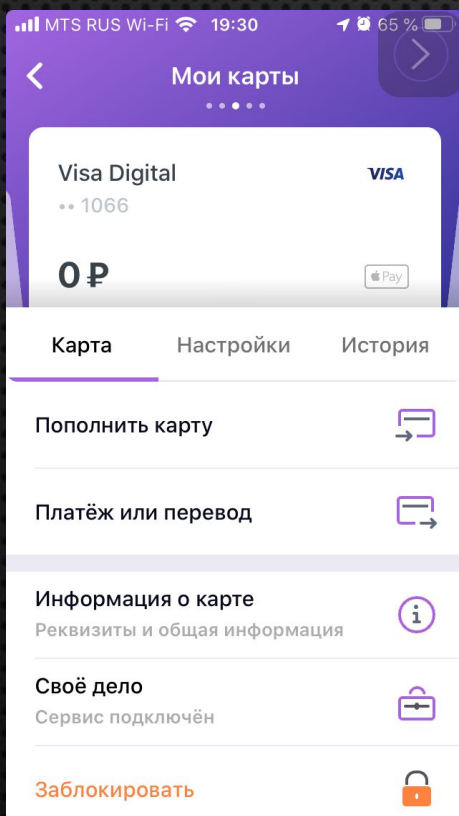 MTS RUS Wi-Fi 19:30 65 %
Мои карты
Visa Digital VISA
•• 1066
0 ₽ Pay
Карта Настройки История
Пополнить карту
Платёж или перевод
Информация о карте
Реквизиты и общая информация
Своё дело
Сервис подключён
Заблокировать